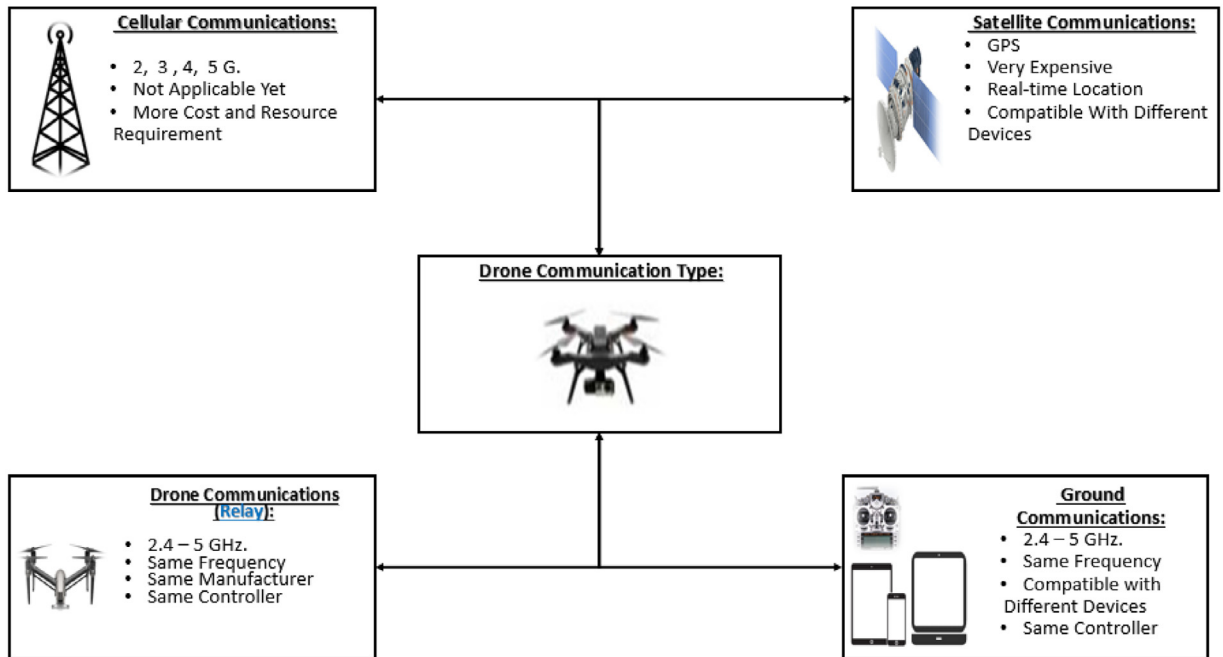 Cellular Communications:
• 2, 3 , 4, 5 G.
• Not Applicable Yet
• More Cost and Resource
Requirement
Satellite Communications:
• GPS
• Very Expensive
• Real-time Location
• Compatible With Different
Devices
Drone Communication Type:
Drone Communications
(Relay):
• 2.4 – 5 GHz.
• Same Frequency
• Same Manufacturer
• Same Controller
Ground
Communications:
• 2.4 – 5 GHz.
• Same Frequency
• Compatible with
Different Devices
• Same Controller